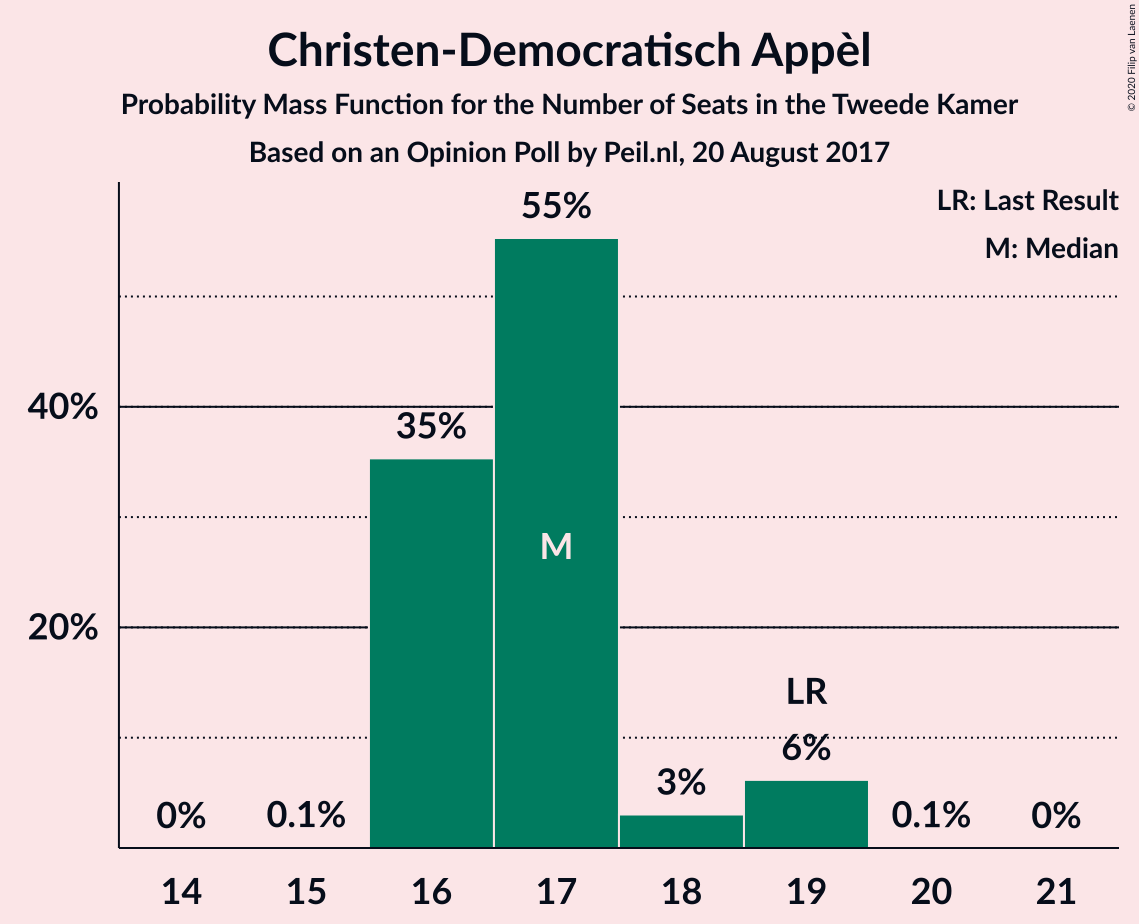 Christen-Democratisch Appèl
Probability Mass Function for the Number of Seats in the Tweede Kamer
Based on an Opinion Poll by Peil.nl, 20 August 2017
© 2020 Filip van Laenen
LR: Last Result
M: Median
55%
40%
35%
M
20%
LR
6%
3%
0%
0.1%
0.1%
0%
14
15
16
17
18
19
20
21